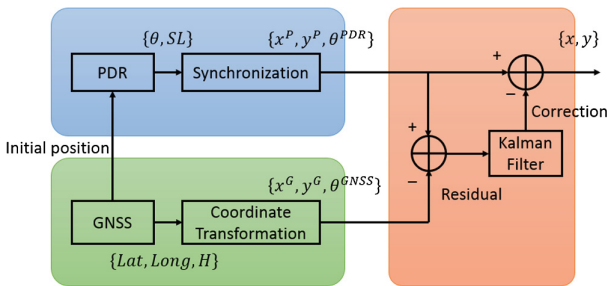 {θ, SL}
{x^P, y^P, θ^PDR}
{x, y}
PDR
Synchronization
+
−
Correction
Initial position
+
Kalman
Filter
{x^G, y^G, θ^GNSS}
−
Residual
GNSS
Coordinate
Transformation
{Lat, Long, H}